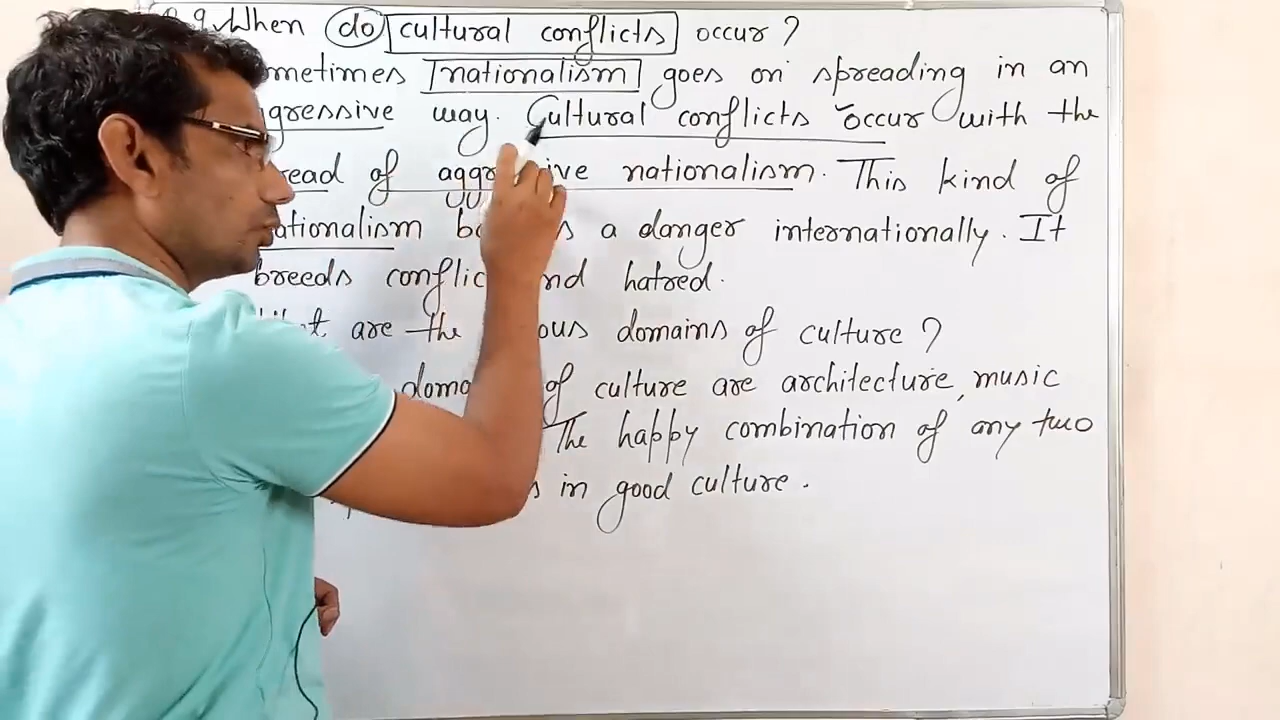 9. When do cultural conflicts occur ?
metimes nationalism goes on spreading in an
gressive way. Cultural conflicts occur with the
read of aggr ive nationalism. This kind of
ationalism b s a danger internationally. It
breeds conflic nd hatred.
are the ous domains of culture ?
doma of culture are architecture, music
The happy combination of any two
s in good culture.